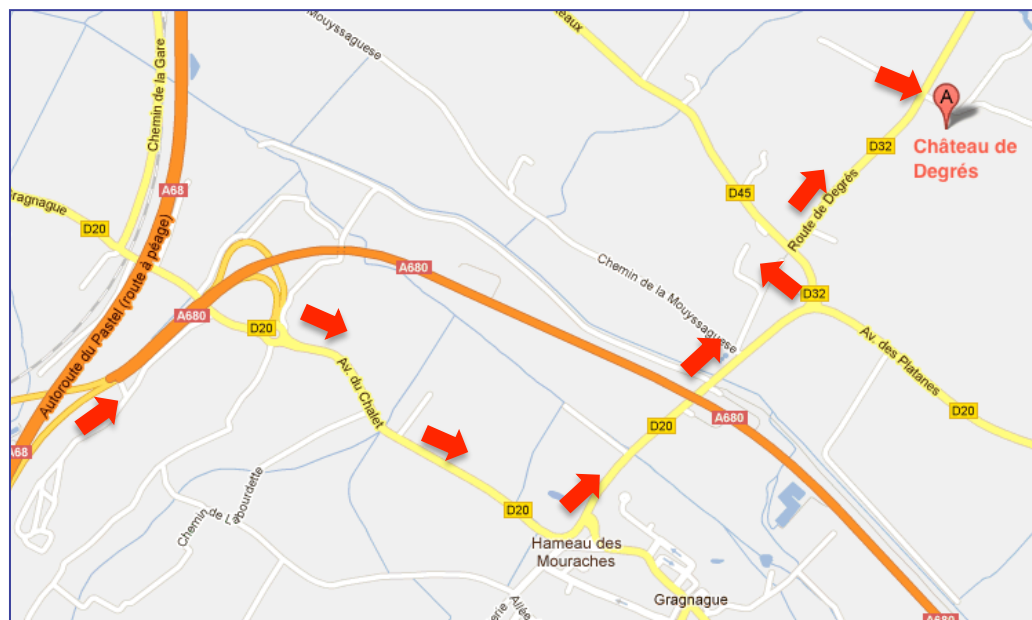 Mouyssaguese
Chemin de la Gare
A68
D32
Château de
Degrés
A
D45
Route de Degrés
Gragnague
D20
Autoroute du Pastel (route à péage)
A680
Chemin de la Mouyssaguese
D32
A680
D20
Av. du Chalet
Av. des Platanes
D20
A680
D20
A68
Chemin de Labourdette
D20
Hameau des
Mouraches
Gragnague
Allée
A680